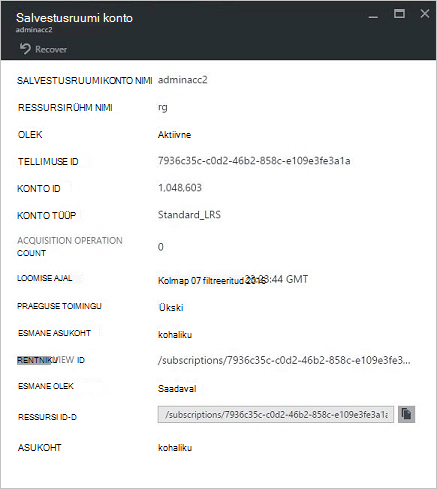 Salvestusruumi konto
adminacc2
Recover
SALVESTUSRUUMIKONTO NIMI adminacc2
RESSURSIRÜHM NIMI rg
OLEK Aktiivne
TELLIMUSE ID 7936c35c-c0d2-46b2-858c-e109e3fe3a1a
KONTO ID 1,048,603
KONTO TÜÜP Standard_LRS
ACQUISITION OPERATION
COUNT 0
LOOMISE AJAL Kolmap 07 filtreeritud 2016 23:44 GMT
PRAEGUSE TOIMINGU Ükski
ESMANE ASUKOHT kohaliku
RENTNIKU VIEW ID /subscriptions/7936c35c-c0d2-46b2-858c-e109e3fe3...
ESMANE OLEK Saadaval
RESSURSI ID-D /subscriptions/7936c35c-c0d2-46b2-858c-e109e3fe3a1a
ASUKOHT kohaliku